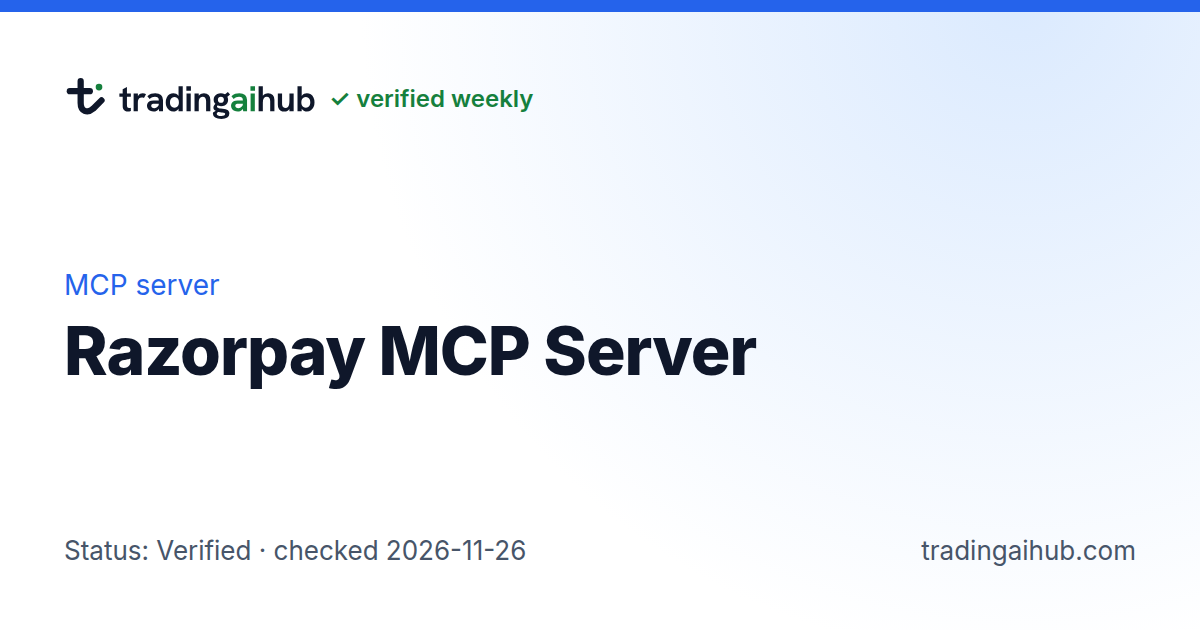 tradingaihub ✓ verified weekly
MCP server
Razorpay MCP Server
Status: Verified · checked 2026-11-26
tradingaihub.com